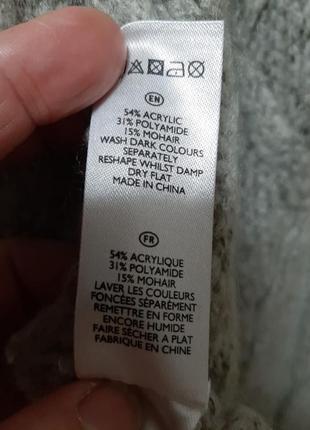 EN
54% ACRYLIC
31% POLYAMIDE
15% MOHAIR
WASH DARK COLOURS
SEPARATELY
RESHAPE WHILST DAMP
DRY FLAT
MADE IN CHINA
FR
54% ACRYLIQUE
31% POLYAMIDE
15% MOHAIR
LAVER LES COULEURS
FONCÉES SÉPARÉMENT
REMETTRE EN FORME
ENCORE HUMIDE
FAIRE SÉCHER A PLAT
FABRIQUE EN CHINE